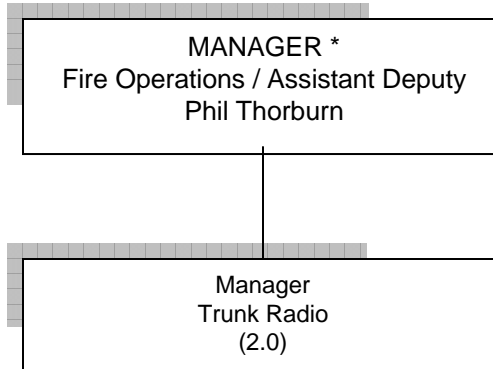 MANAGER *
Fire Operations / Assistant Deputy
Phil Thorburn
Manager
Trunk Radio
(2.0)